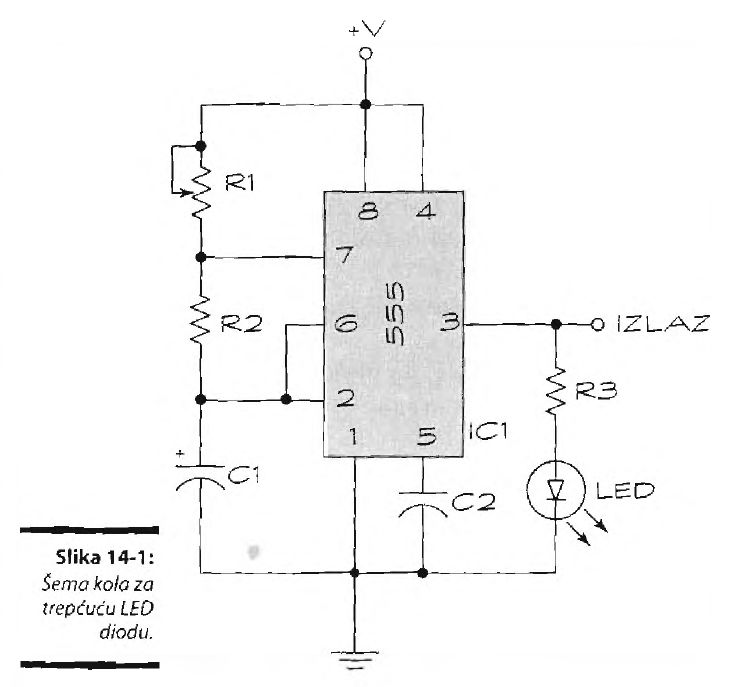 +V
R1
8 4
7
R2
6
555
3
IZLAZ
2
R3
1 5
IC1
+
C1
C2
LED
Slika 14-1:
Šema kola za
trepćuću LED
diodu.